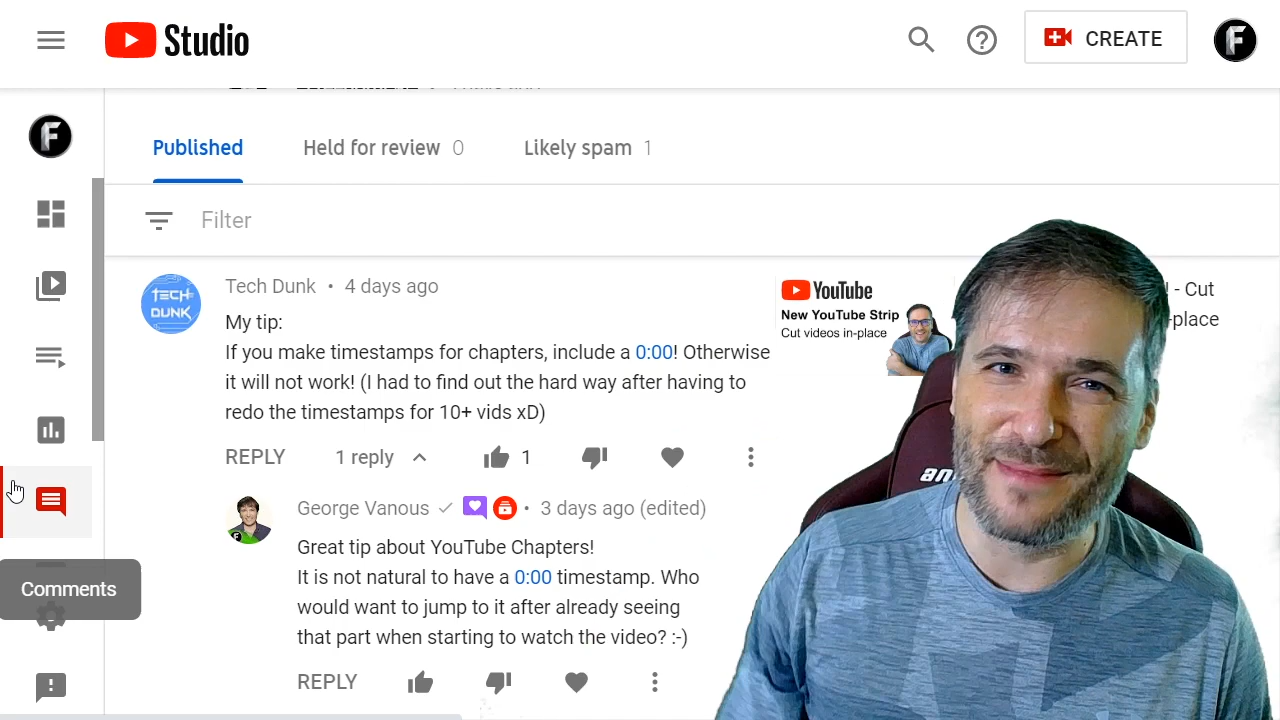 Studio
CREATE
F
F
Published
Held for review 0
Likely spam 1
Filter
Tech Dunk • 4 days ago
TECH
DUNK
My tip:
If you make timestamps for chapters, include a 0:00! Otherwise
it will not work! (I had to find out the hard way after having to
redo the timestamps for 10+ vids xD)
YouTube
New YouTube Strip
Cut videos in-place
- Cut
-place
REPLY
1 reply
1
George Vanous
• 3 days ago (edited)
Great tip about YouTube Chapters!
It is not natural to have a 0:00 timestamp. Who
would want to jump to it after already seeing
that part when starting to watch the video? :-)
REPLY
Comments
an